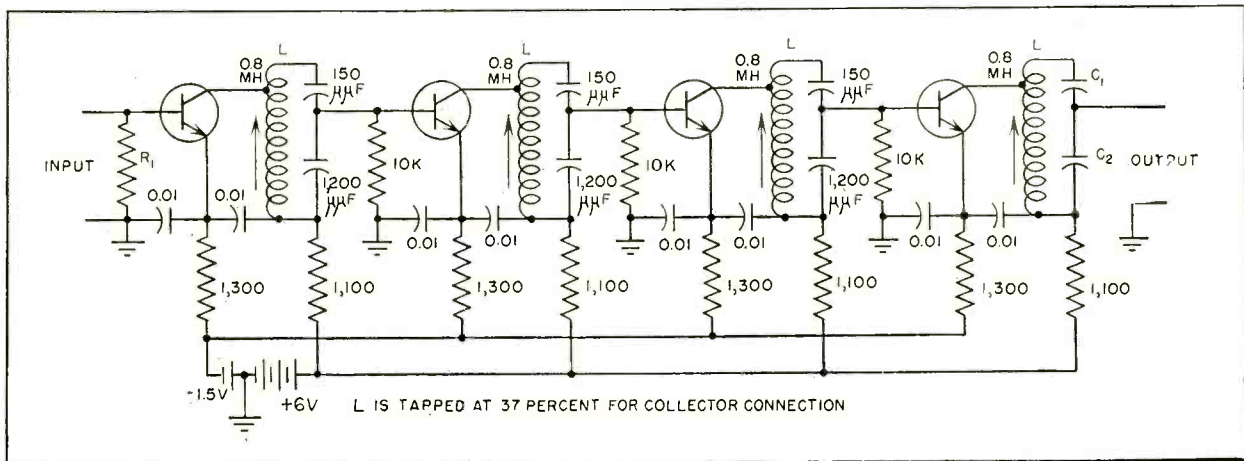 L
0.8
MH
150
μμF
L
0.8
MH
150
μμF
L
0.8
MH
150
μμF
L
0.8
MH
C1
INPUT
R1
0.01
0.01
1,200
μμF
10K
0.01
0.01
1,200
μμF
10K
0.01
0.01
1,200
μμF
10K
0.01
0.01
C2
OUTPUT
1,300
1,100
1,300
1,100
1,300
1,100
1,300
1,100
-1.5V
+6V
L IS TAPPED AT 37 PERCENT FOR COLLECTOR CONNECTION